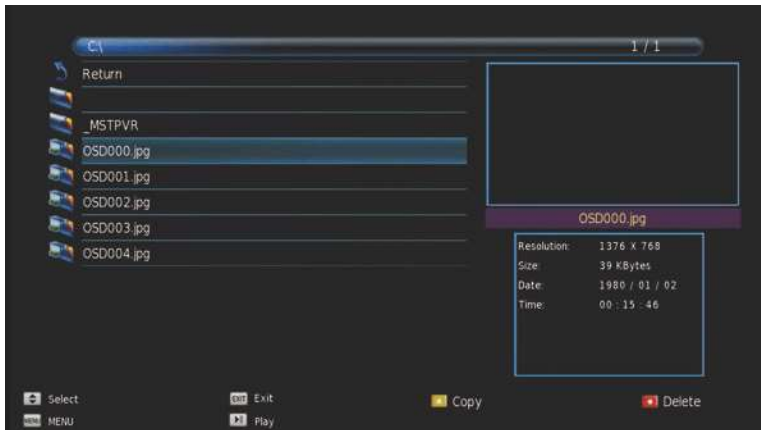 C:\
1 / 1
Return
_MSTPVR
OSD000.jpg
OSD001.jpg
OSD002.jpg
OSD003.jpg
OSD004.jpg
OSD000.jpg
Resolution: 1376 X 768
Size: 39 KBytes
Date: 1980 / 01 / 02
Time: 00 : 15 : 46
Select
EXIT Exit
Copy
Delete
MENU MENU
Play